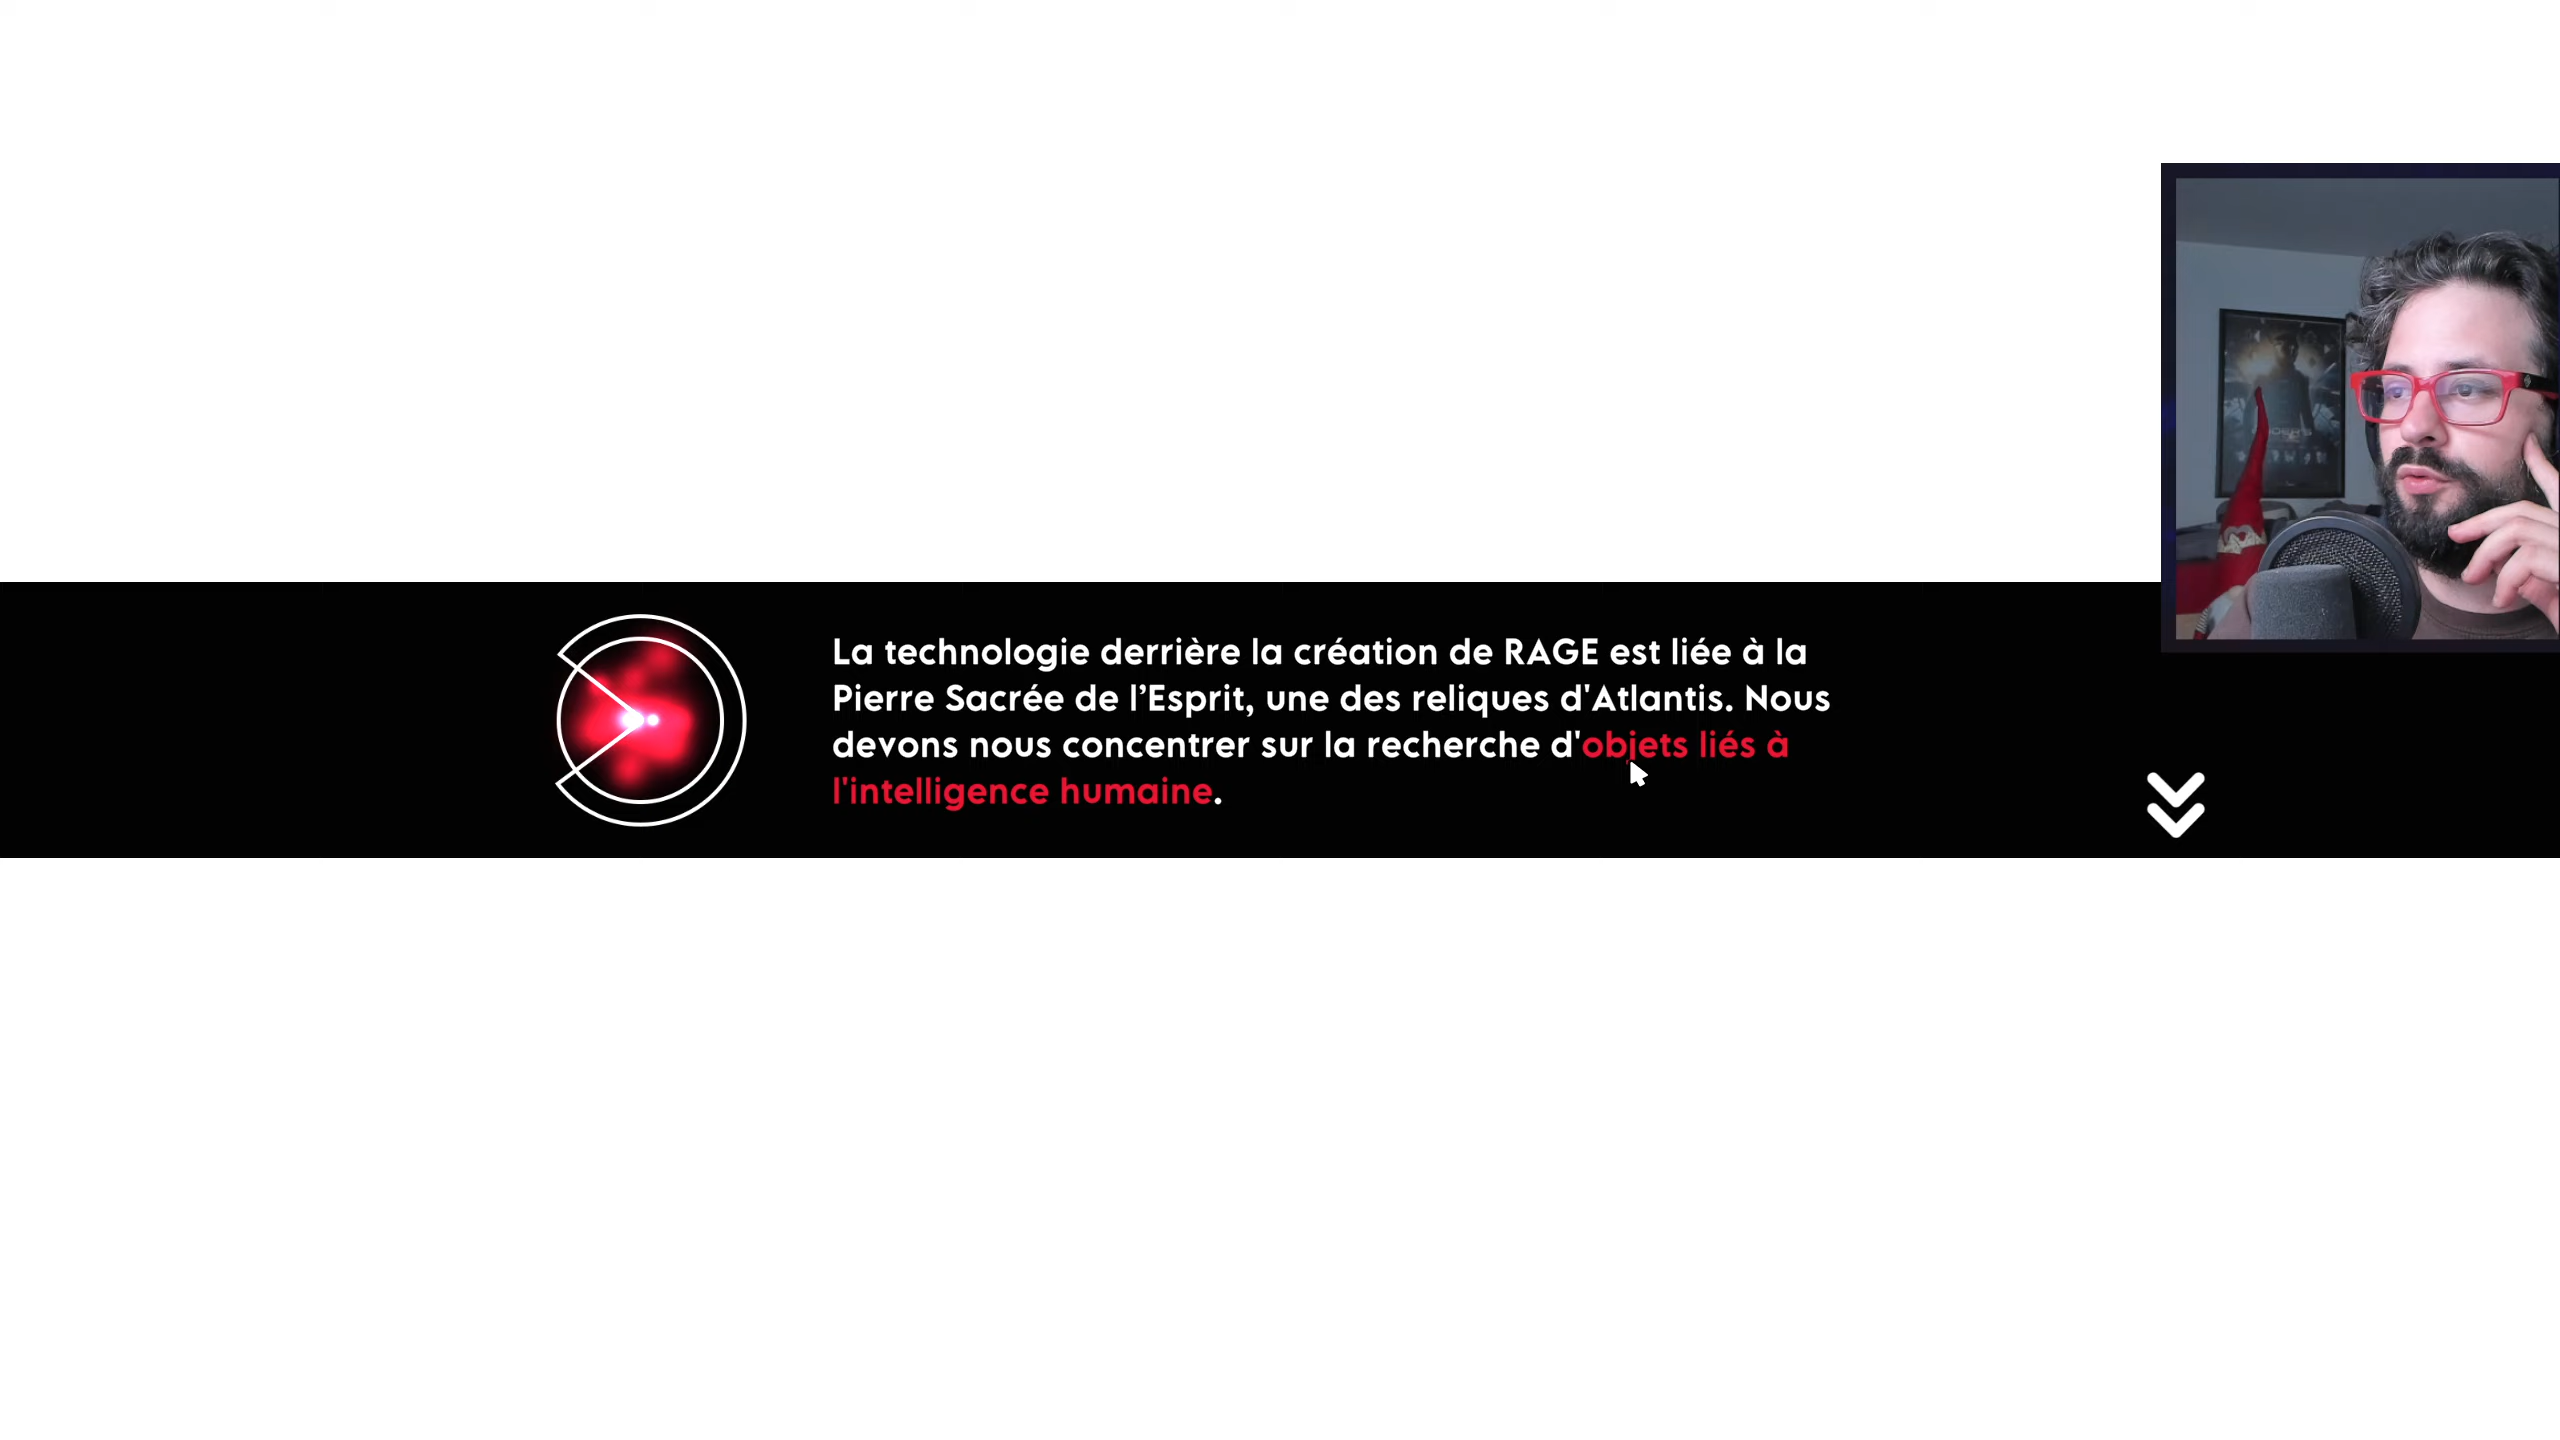 La technologie derrière la création de RAGE est liée à la
Pierre Sacrée de l’Esprit, une des reliques d'Atlantis. Nous
devons nous concentrer sur la recherche d'objets liés à
l'intelligence humaine.